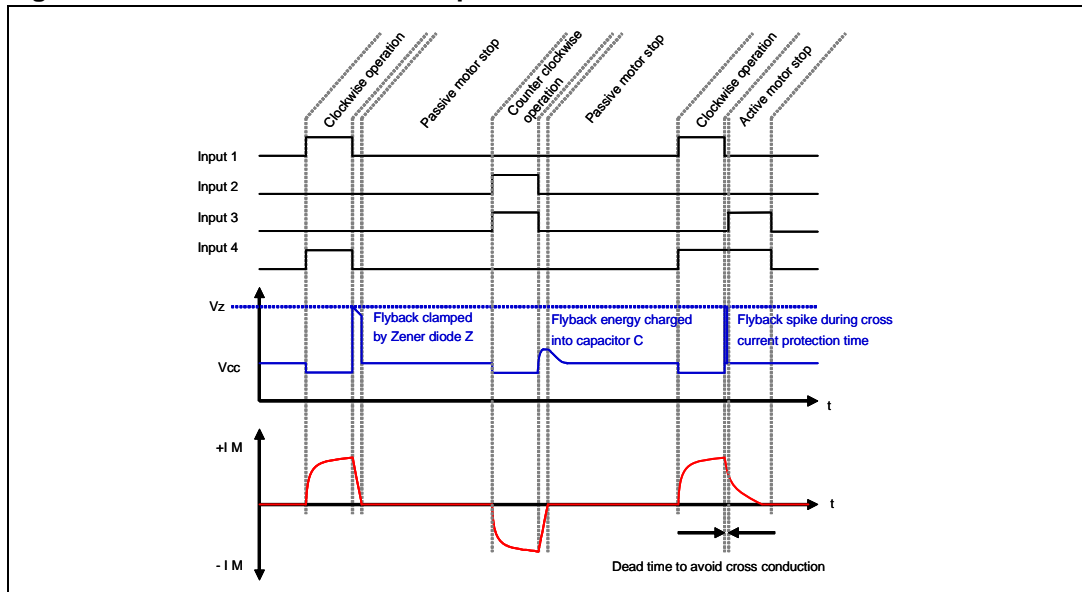 Clockwise operation
Passive motor stop
Counter clockwise
operation
Passive motor stop
Clockwise operation
Active motor stop
Input 1
Input 2
Input 3
Input 4
Vz
Flyback clamped
by Zener diode Z
Flyback energy charged
into capacitor C
Flyback spike during cross
current protection time
Vcc
t
+I M
t
- I M
Dead time to avoid cross conduction